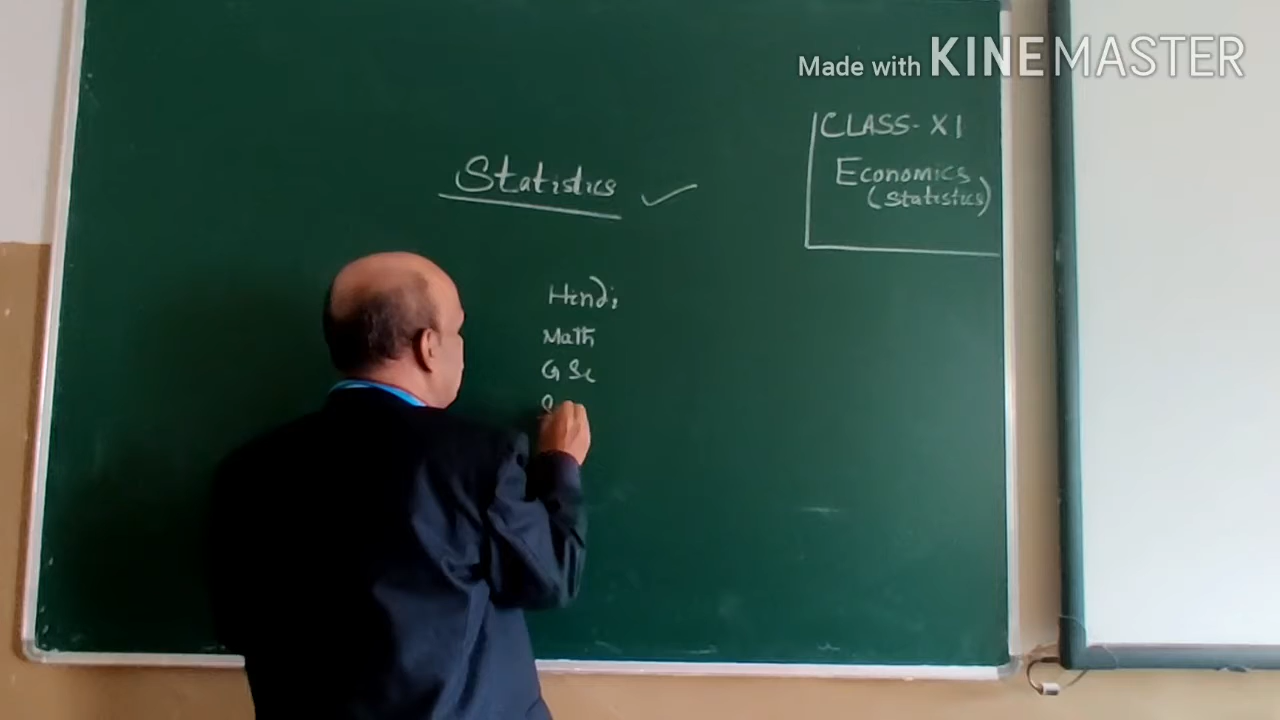 Made with KINEMASTER
CLASS- XI
Economics
(Statistics)
Statistics
Hindi
Math
G Sc
S